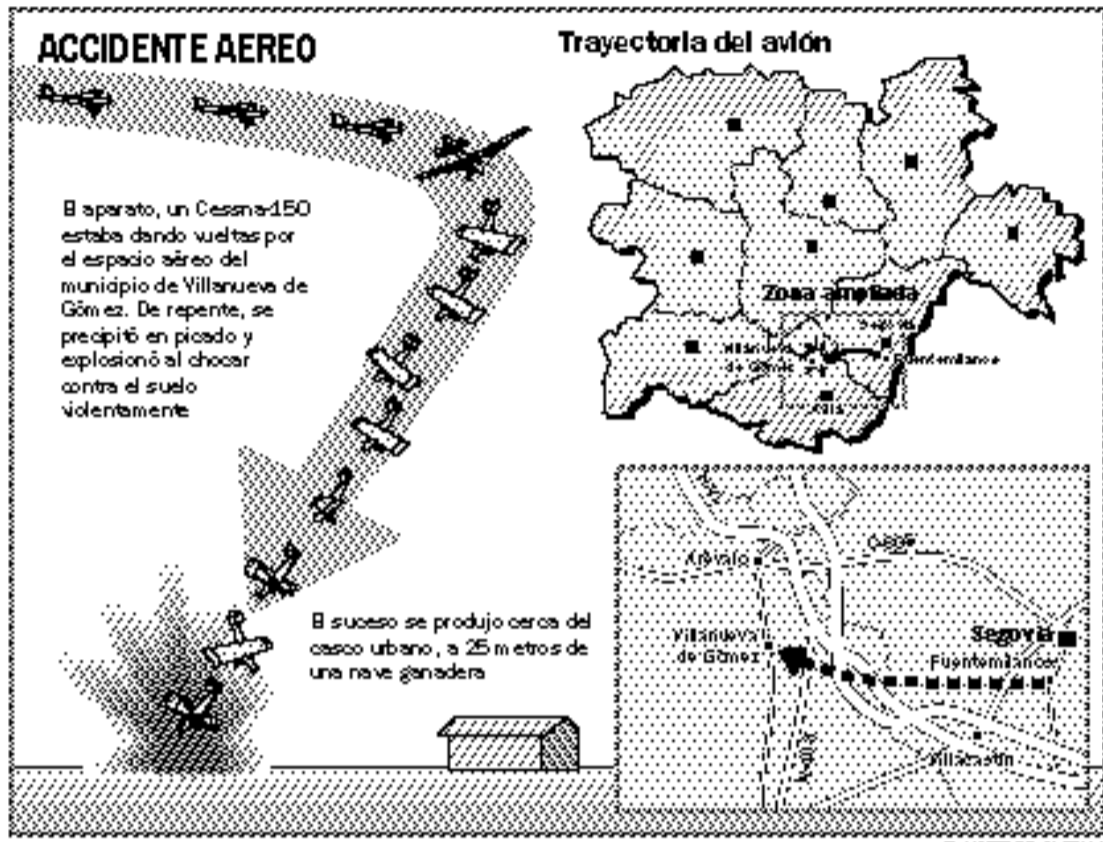 ACCIDENTE AEREO
El aparato, un Cessna-150
estaba dando vueltas por
el espacio aéreo del
municipio de Villanueva de
Gómez. De repente, se
precipitó en picado y
explosionó al chocar
contra el suelo
violentamente
El suceso se produjo cerca del
casco urbano, a 25 metros de
una nave ganadera
Trayectoria del avión
Zona ampliada
Segovia
Villanueva
de Gómez
Fuentemilanos
Arévalo
Segovia
Villanueva
de Gómez
Fuentemilanos
Villacastín